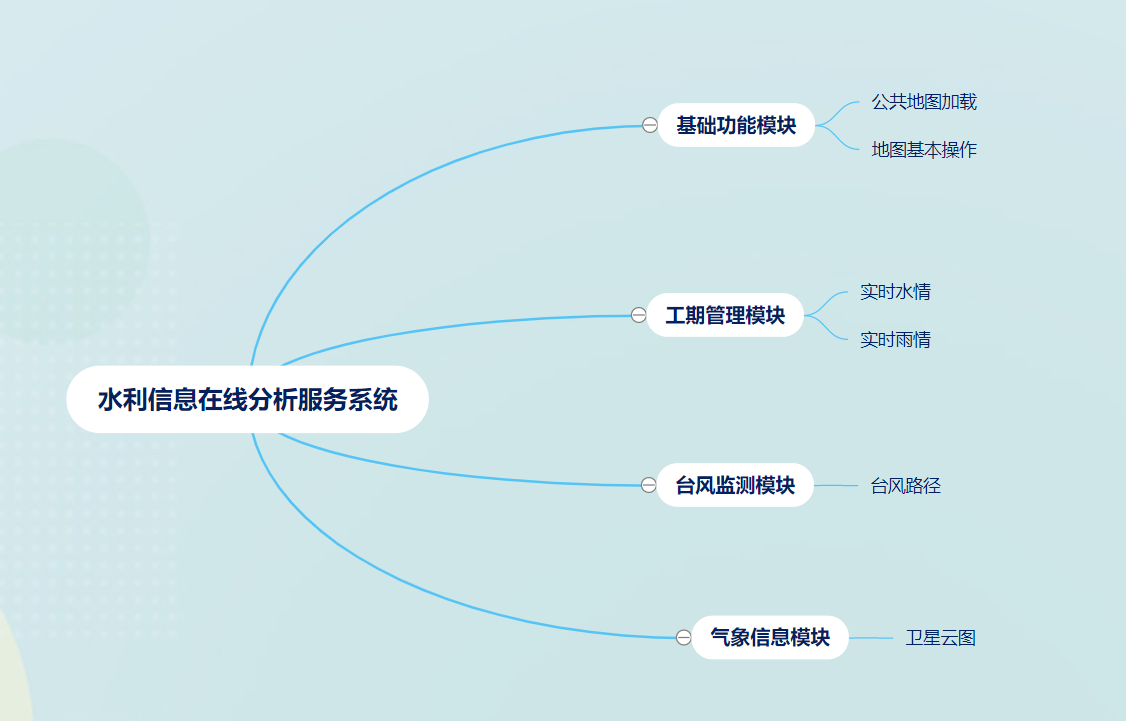 基础功能模块
公共地图加载
地图基本操作
工期管理模块
实时水情
实时雨情
水利信息在线分析服务系统
台风监测模块
台风路径
气象信息模块
卫星云图